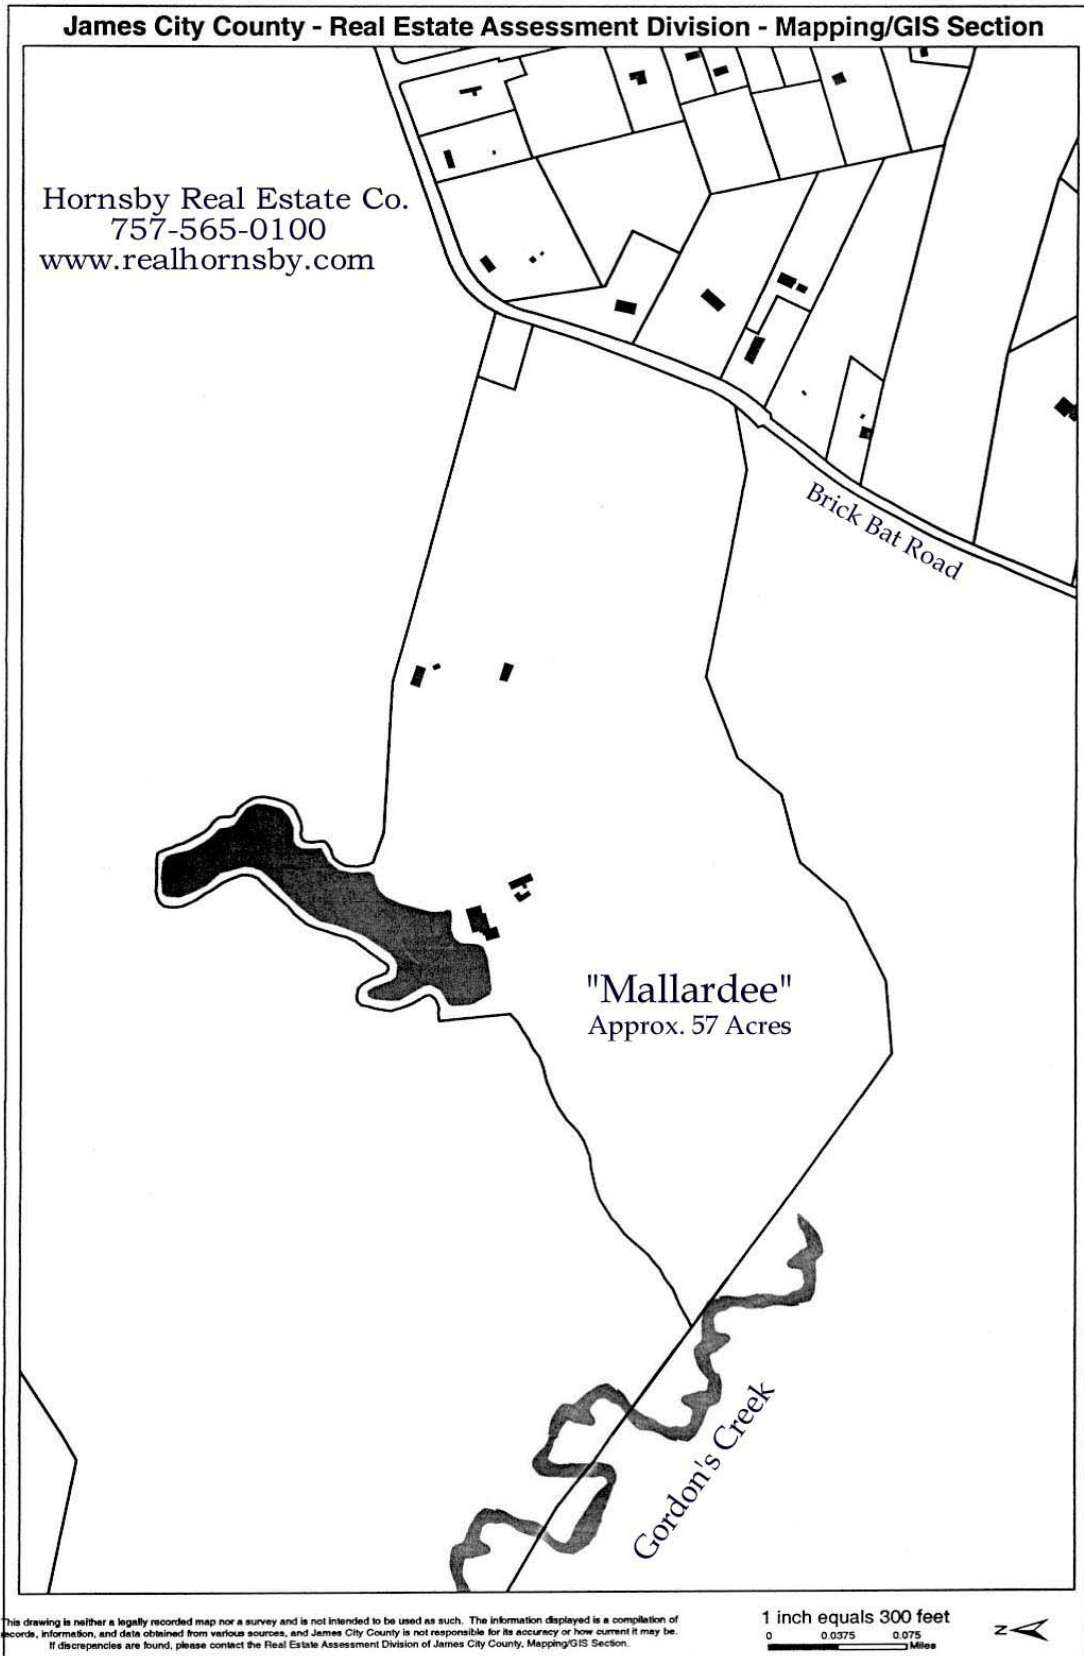 James City County - Real Estate Assessment Division - Mapping/GIS Section
Hornsby Real Estate Co.
757-565-0100
www.realhornsby.com
Brick Bat Road
"Mallardee"
Approx. 57 Acres
Gordon's Creek
This drawing is neither a legally recorded map nor a survey and is not intended to be used as such. The information displayed is a compilation of
records, information, and data obtained from various sources, and James City County is not responsible for its accuracy or how current it may be.
If discrepancies are found, please contact the Real Estate Assessment Division of James City County, Mapping/GIS Section.
1 inch equals 300 feet
0 0.0375 0.075
Miles
N